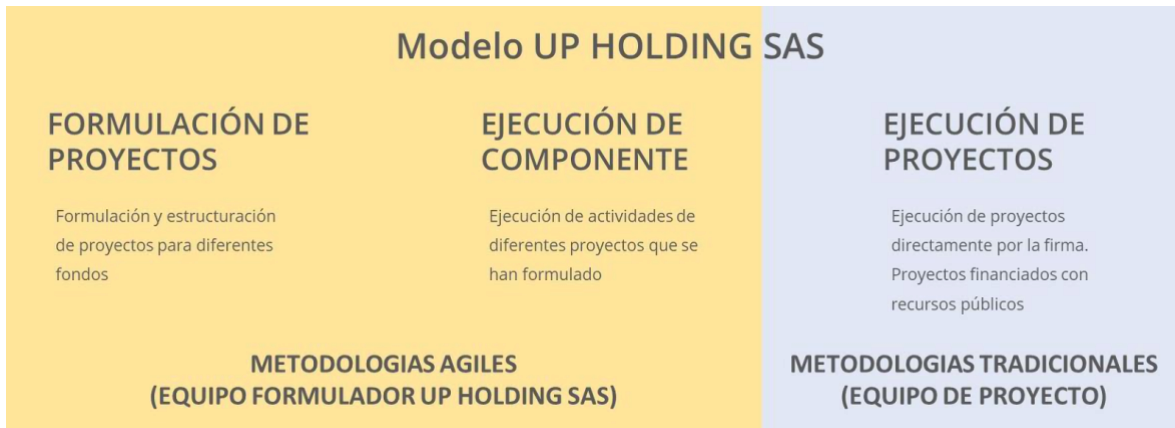 Modelo UP HOLDING SAS
FORMULACIÓN DE
PROYECTOS
Formulación y estructuración
de proyectos para diferentes
fondos
EJECUCIÓN DE
COMPONENTE
Ejecución de actividades de
diferentes proyectos que se
han formulado
EJECUCIÓN DE
PROYECTOS
Ejecución de proyectos
directamente por la firma.
Proyectos financiados con
recursos públicos
METODOLOGIAS AGILES
(EQUIPO FORMULADOR UP HOLDING SAS)
METODOLOGIAS TRADICIONALES
(EQUIPO DE PROYECTO)